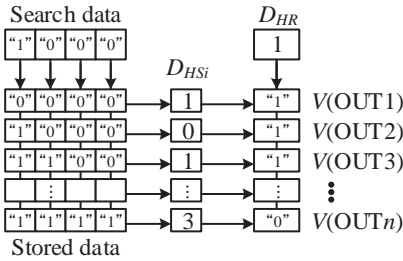 Search data D_HR
“1” “0” “0” “0” 1
D_HSi
“0” “0” “0” “0” 1 “1” V(OUT1)
“1” “0” “0” “0” 0 “1” V(OUT2)
“1” “1” “0” “0” 1 “1” V(OUT3)
⋮ ⋮ ⋮ ⋮
“1” “1” “1” “1” 3 “0” V(OUTn)
Stored data